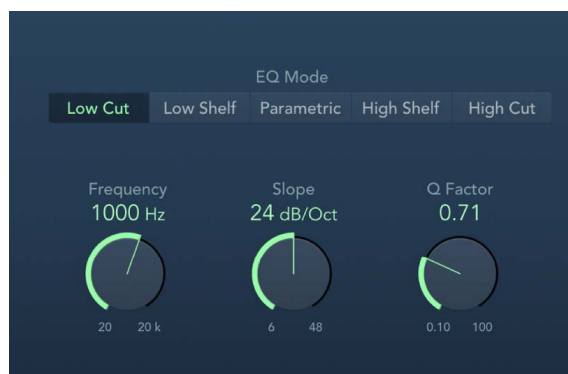 EQ Mode
Low Cut Low Shelf Parametric High Shelf High Cut
Frequency Slope Q Factor
1000 Hz 24 dB/Oct 0.71
20 20 k 6 48 0.10 100